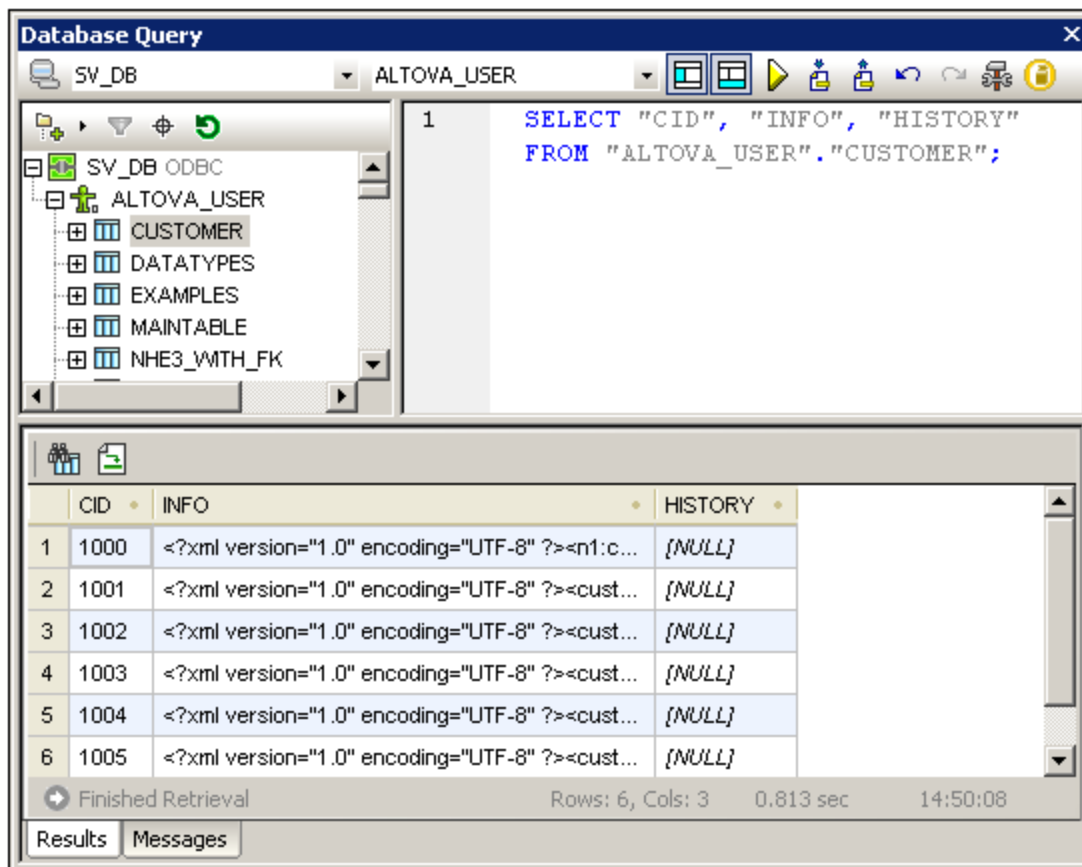 Database Query
SV_DB ALTOVA_USER
SV_DB ODBC
ALTOVA_USER
CUSTOMER
DATATYPES
EXAMPLES
MAINTABLE
NHE3_WITH_FK
1 SELECT "CID", "INFO", "HISTORY"
FROM "ALTOVA_USER"."CUSTOMER";
CID INFO HISTORY
1 1000 <?xml version="1.0" encoding="UTF-8" ?><n1:c... [NULL]
2 1001 <?xml version="1.0" encoding="UTF-8" ?><cust... [NULL]
3 1002 <?xml version="1.0" encoding="UTF-8" ?><cust... [NULL]
4 1003 <?xml version="1.0" encoding="UTF-8" ?><cust... [NULL]
5 1004 <?xml version="1.0" encoding="UTF-8" ?><cust... [NULL]
6 1005 <?xml version="1.0" encoding="UTF-8" ?><cust... [NULL]
Finished Retrieval Rows: 6, Cols: 3 0.813 sec 14:50:08
Results Messages